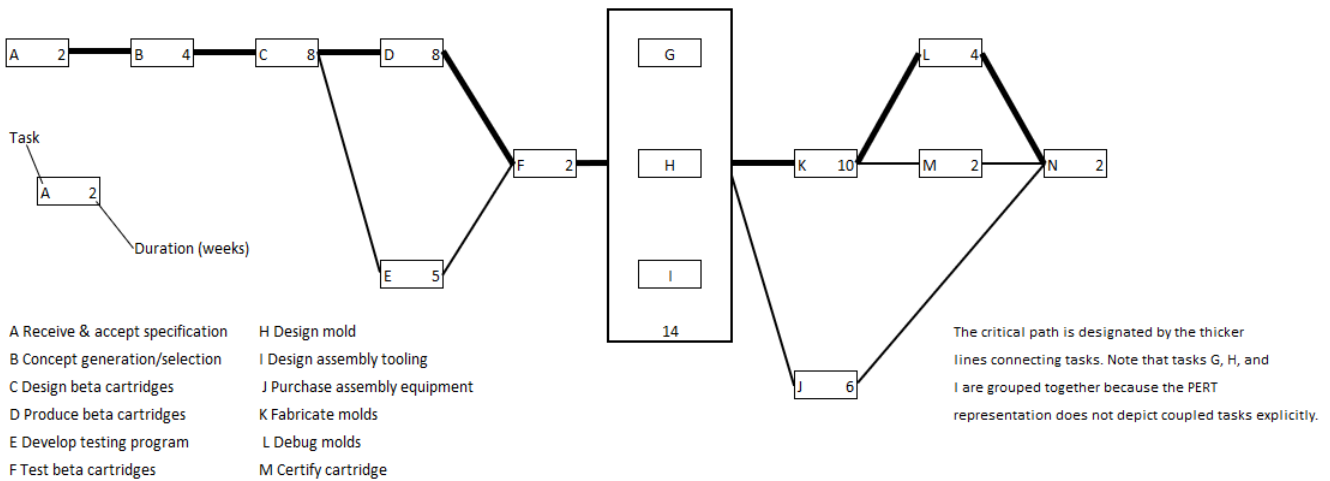 A 2
B 4
C 8
D 8
G
L 4
Task
F 2
H
K 10
M 2
N 2
A 2
Duration (weeks)
E 5
I
14
J 6
A Receive & accept specification
B Concept generation/selection
C Design beta cartridges
D Produce beta cartridges
E Develop testing program
F Test beta cartridges
H Design mold
I Design assembly tooling
J Purchase assembly equipment
K Fabricate molds
L Debug molds
M Certify cartridge
The critical path is designated by the thicker
lines connecting tasks. Note that tasks G, H, and
I are grouped together because the PERT
representation does not depict coupled tasks explicitly.